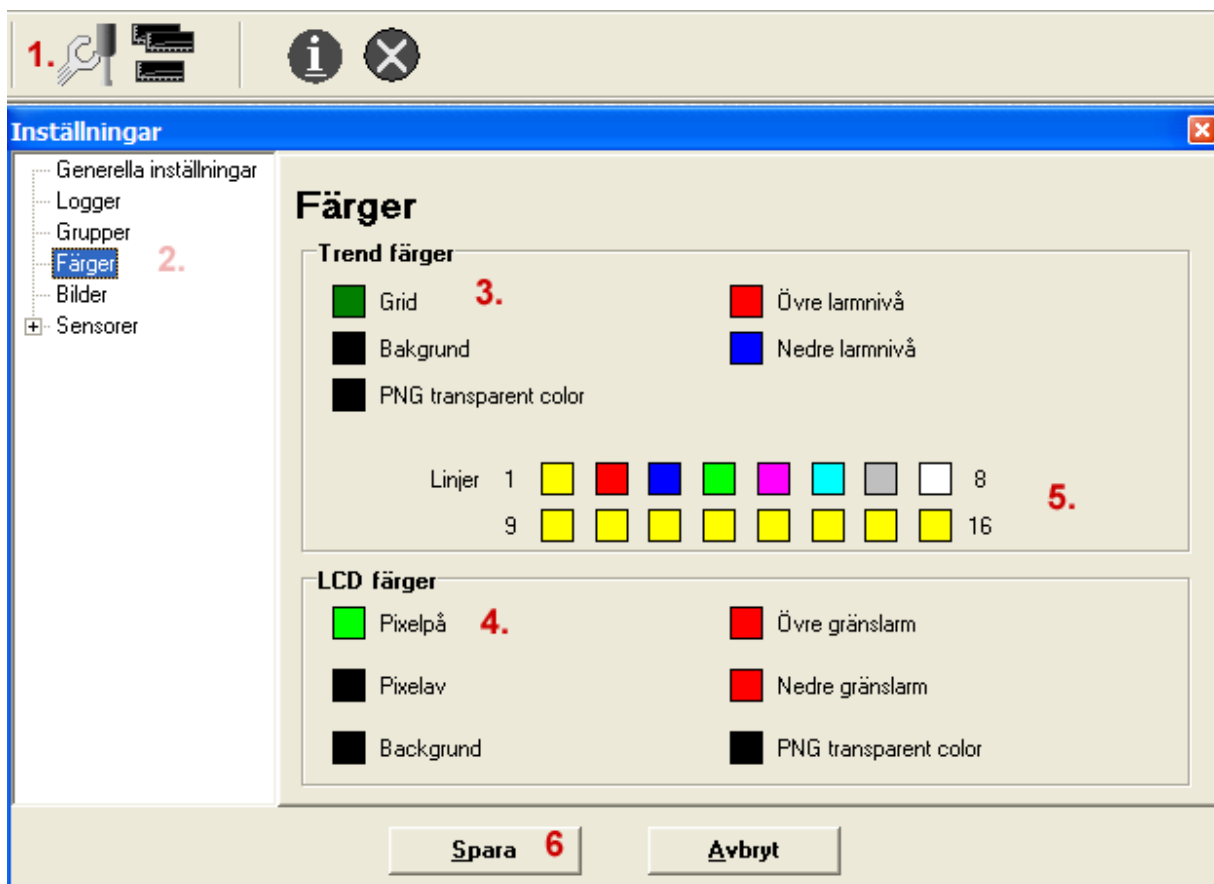 1.
Inställningar
Generella inställningar
Logger
Grupper
Färger 2.
Bilder
Sensorer
Färger
Trend färger
Grid 3.
Övre larmnivå
Bakgrund
Nedre larmnivå
PNG transparent color
Linjer 1 8
5.
9 16
LCD färger
Pixelpå 4.
Övre gränslarm
Pixelav
Nedre gränslarm
Backgrund
PNG transparent color
Spara 6
Avbryt